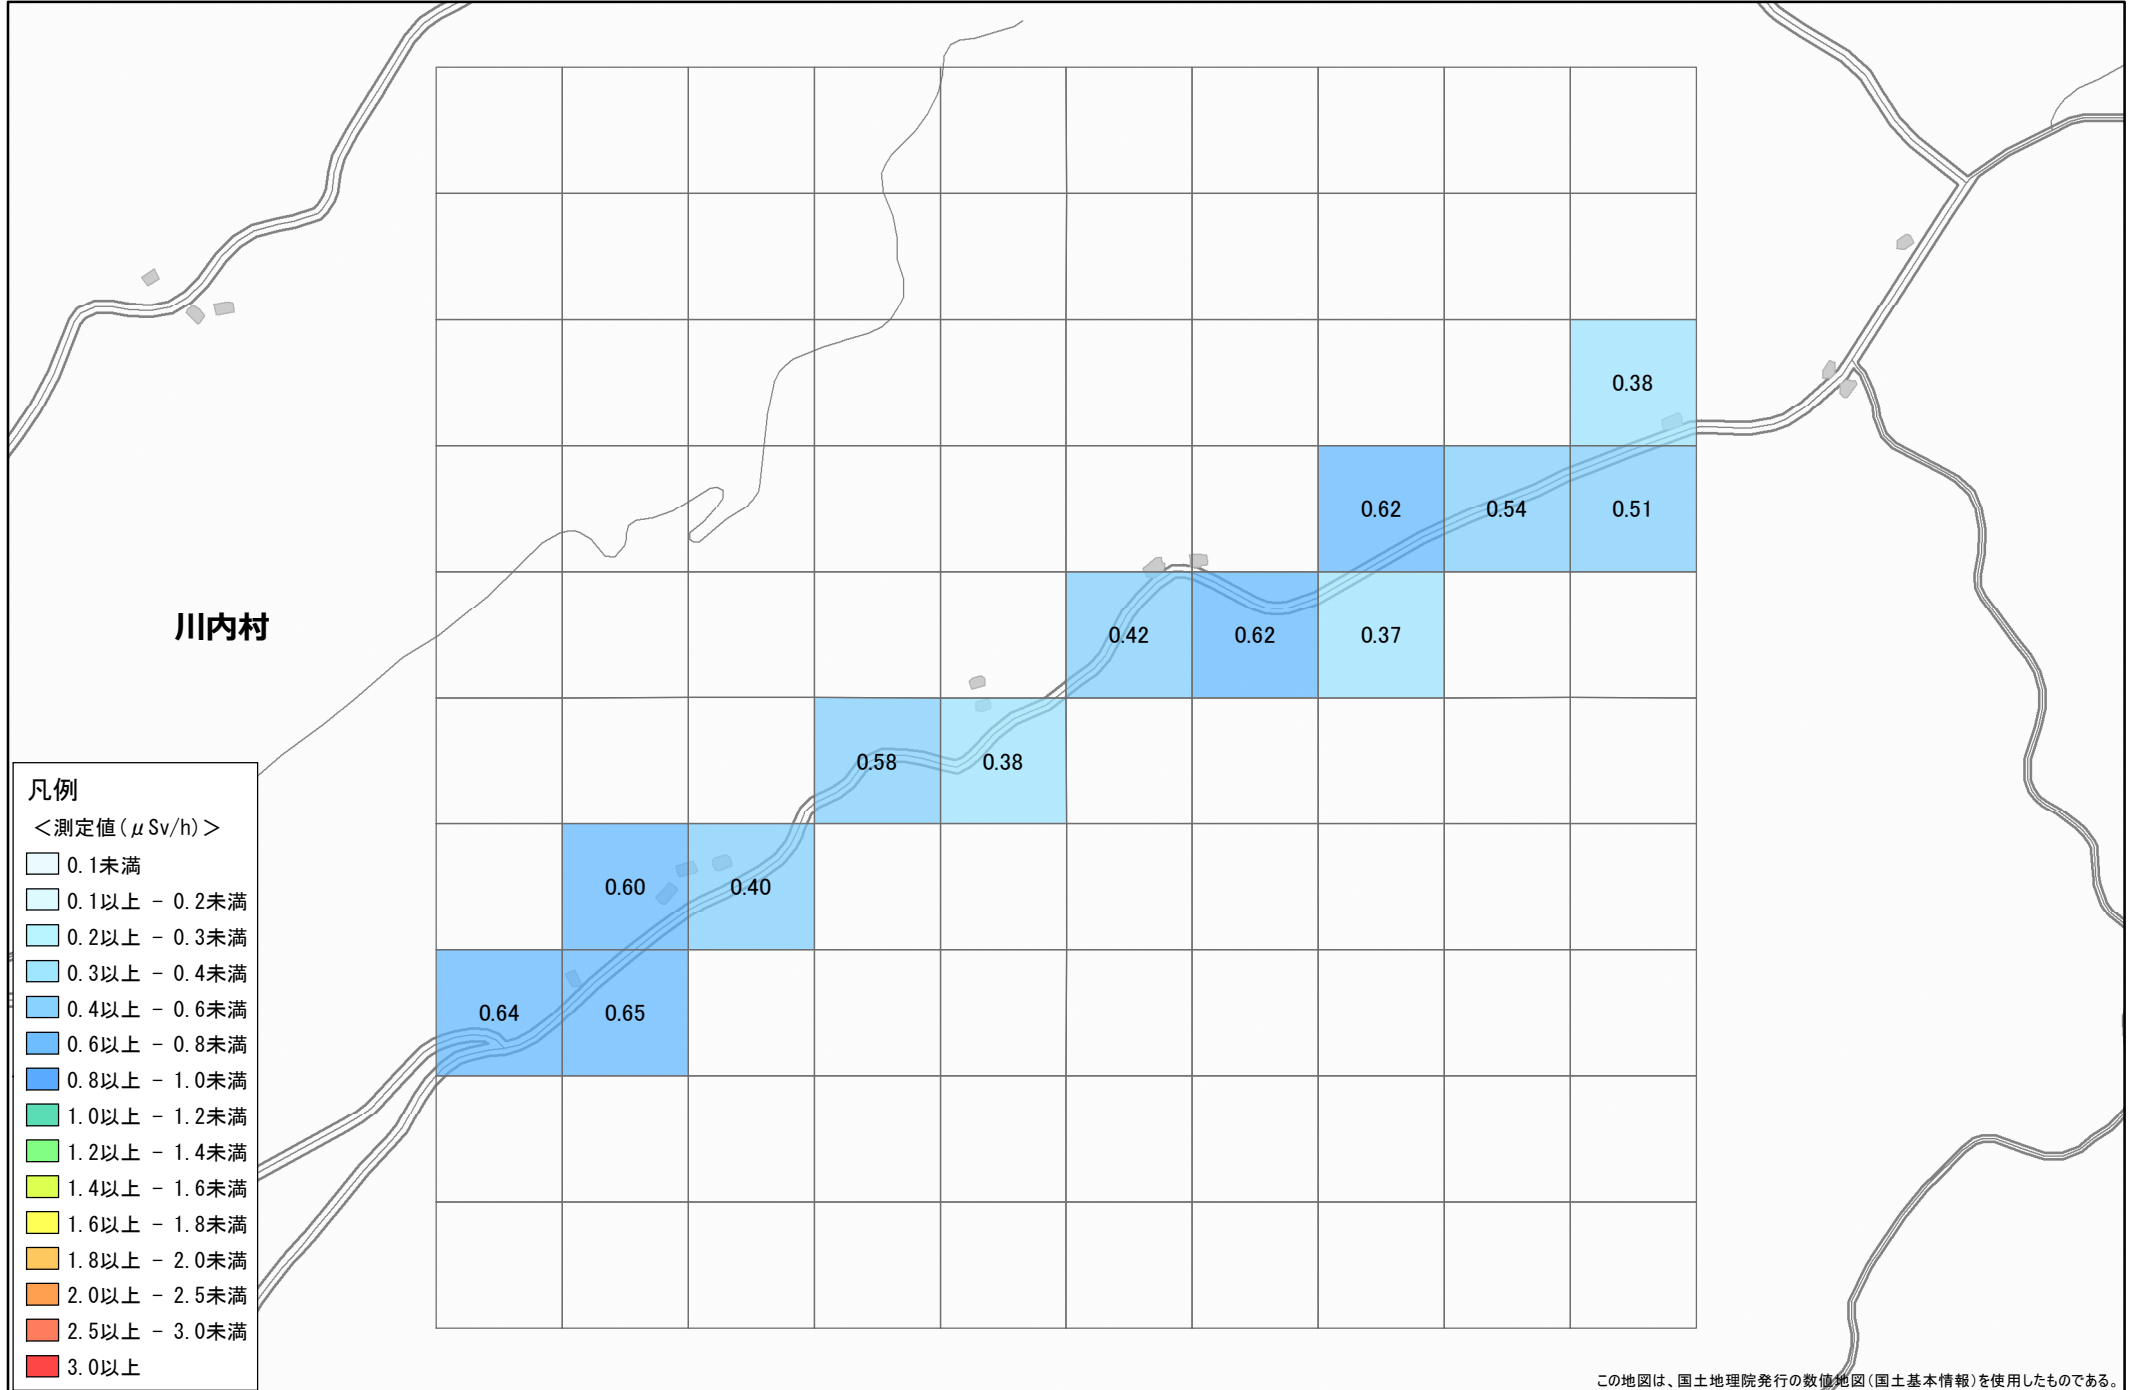 0.38
0.62 0.54 0.51
0.42 0.62 0.37
川内村
0.58 0.38
0.60 0.40
0.64 0.65
凡例
＜測定値(μSv/h)＞
0.1未満
0.1以上 － 0.2未満
0.2以上 － 0.3未満
0.3以上 － 0.4未満
0.4以上 － 0.6未満
0.6以上 － 0.8未満
0.8以上 － 1.0未満
1.0以上 － 1.2未満
1.2以上 － 1.4未満
1.4以上 － 1.6未満
1.6以上 － 1.8未満
1.8以上 － 2.0未満
2.0以上 － 2.5未満
2.5以上 － 3.0未満
3.0以上
この地図は、国土地理院発行の数値地図(国土基本情報)を使用したものである。